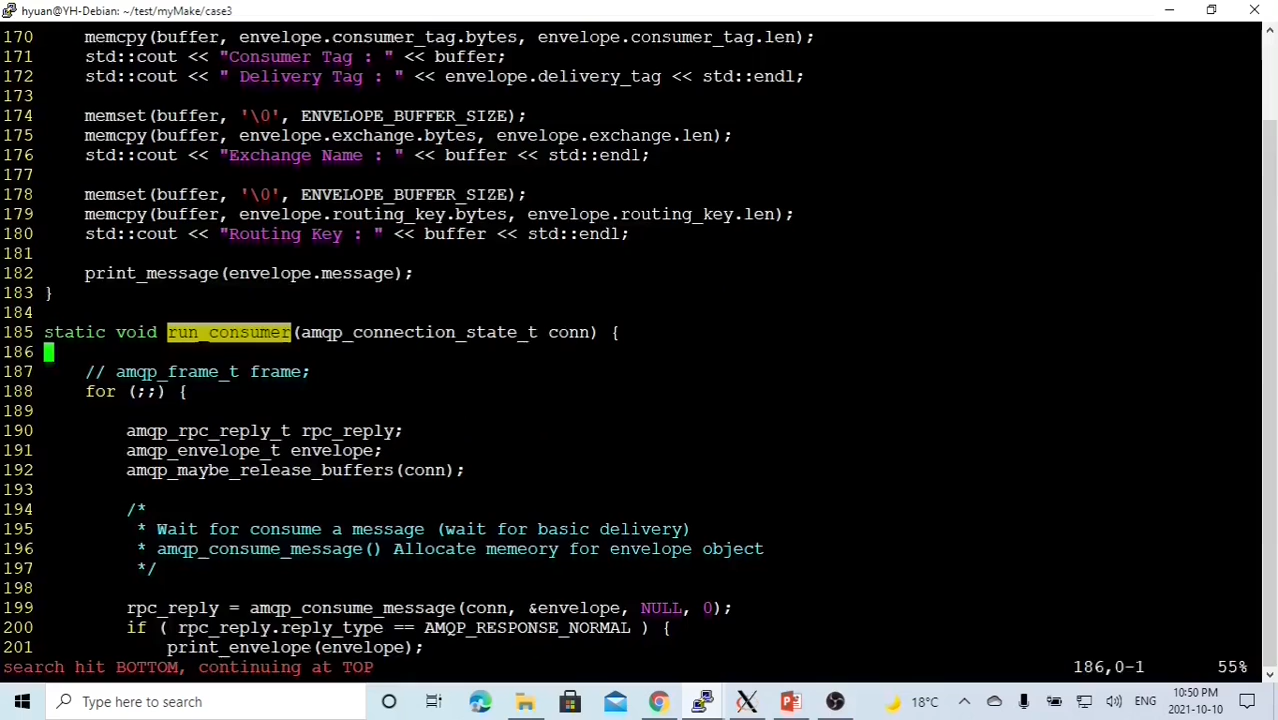 hyuan@YH-Debian: ~/test/myMake/case3
170     memcpy(buffer, envelope.consumer_tag.bytes, envelope.consumer_tag.len);
171     std::cout << "Consumer Tag : " << buffer;
172     std::cout << " Delivery Tag : " << envelope.delivery_tag << std::endl;
173
174     memset(buffer, '\0', ENVELOPE_BUFFER_SIZE);
175     memcpy(buffer, envelope.exchange.bytes, envelope.exchange.len);
176     std::cout << "Exchange Name : " << buffer << std::endl;
177
178     memset(buffer, '\0', ENVELOPE_BUFFER_SIZE);
179     memcpy(buffer, envelope.routing_key.bytes, envelope.routing_key.len);
180     std::cout << "Routing Key : " << buffer << std::endl;
181
182     print_message(envelope.message);
183 }
184
185 static void run_consumer(amqp_connection_state_t conn) {
186
187     // amqp_frame_t frame;
188     for (;;) {
189
190         amqp_rpc_reply_t rpc_reply;
191         amqp_envelope_t envelope;
192         amqp_maybe_release_buffers(conn);
193
194         /*
195          * Wait for consume a message (wait for basic delivery)
196          * amqp_consume_message() Allocate memeory for envelope object
197          */
198
199         rpc_reply = amqp_consume_message(conn, &envelope, NULL, 0);
200         if ( rpc_reply.reply_type == AMQP_RESPONSE_NORMAL ) {
201             print_envelope(envelope);
search hit BOTTOM, continuing at TOP 186,0-1 55%
Type here to search 18°C ENG 10:50 PM
2021-10-10